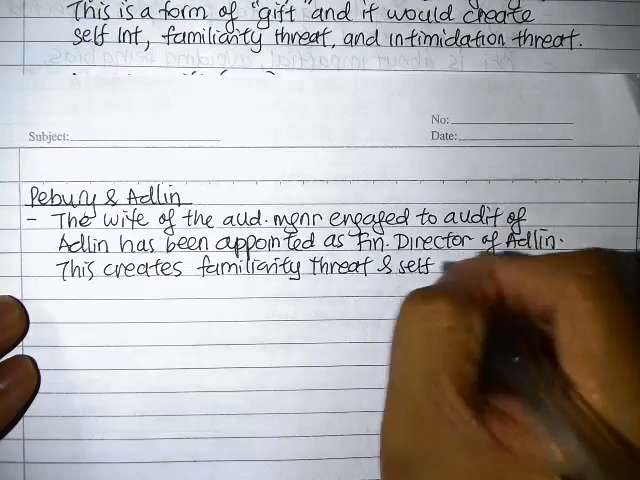 This is a form of "gift" and it would create
self Int, familiarity threat, and intimidation threat.
No:
Subject:
Date:
Pebury & Adlin
- The wife of the aud. mgnr engaged to audit of
Adlin has been appointed as Fin. Director of Adlin.
This creates familiarity threat & self